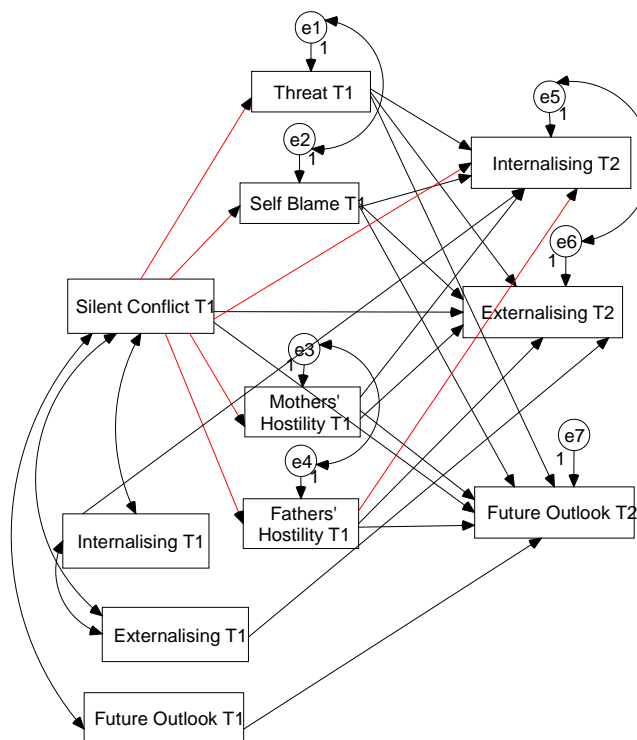 e1
1
Threat T1
e5
1
e2
1
Internalising T2
Self Blame T1
e6
1
Silent Conflict T1
Externalising T2
e3
1
Mothers'
Hostility T1
e7
1
e4
1
Fathers'
Hostility T1
Future Outlook T2
Internalising T1
Externalising T1
Future Outlook T1